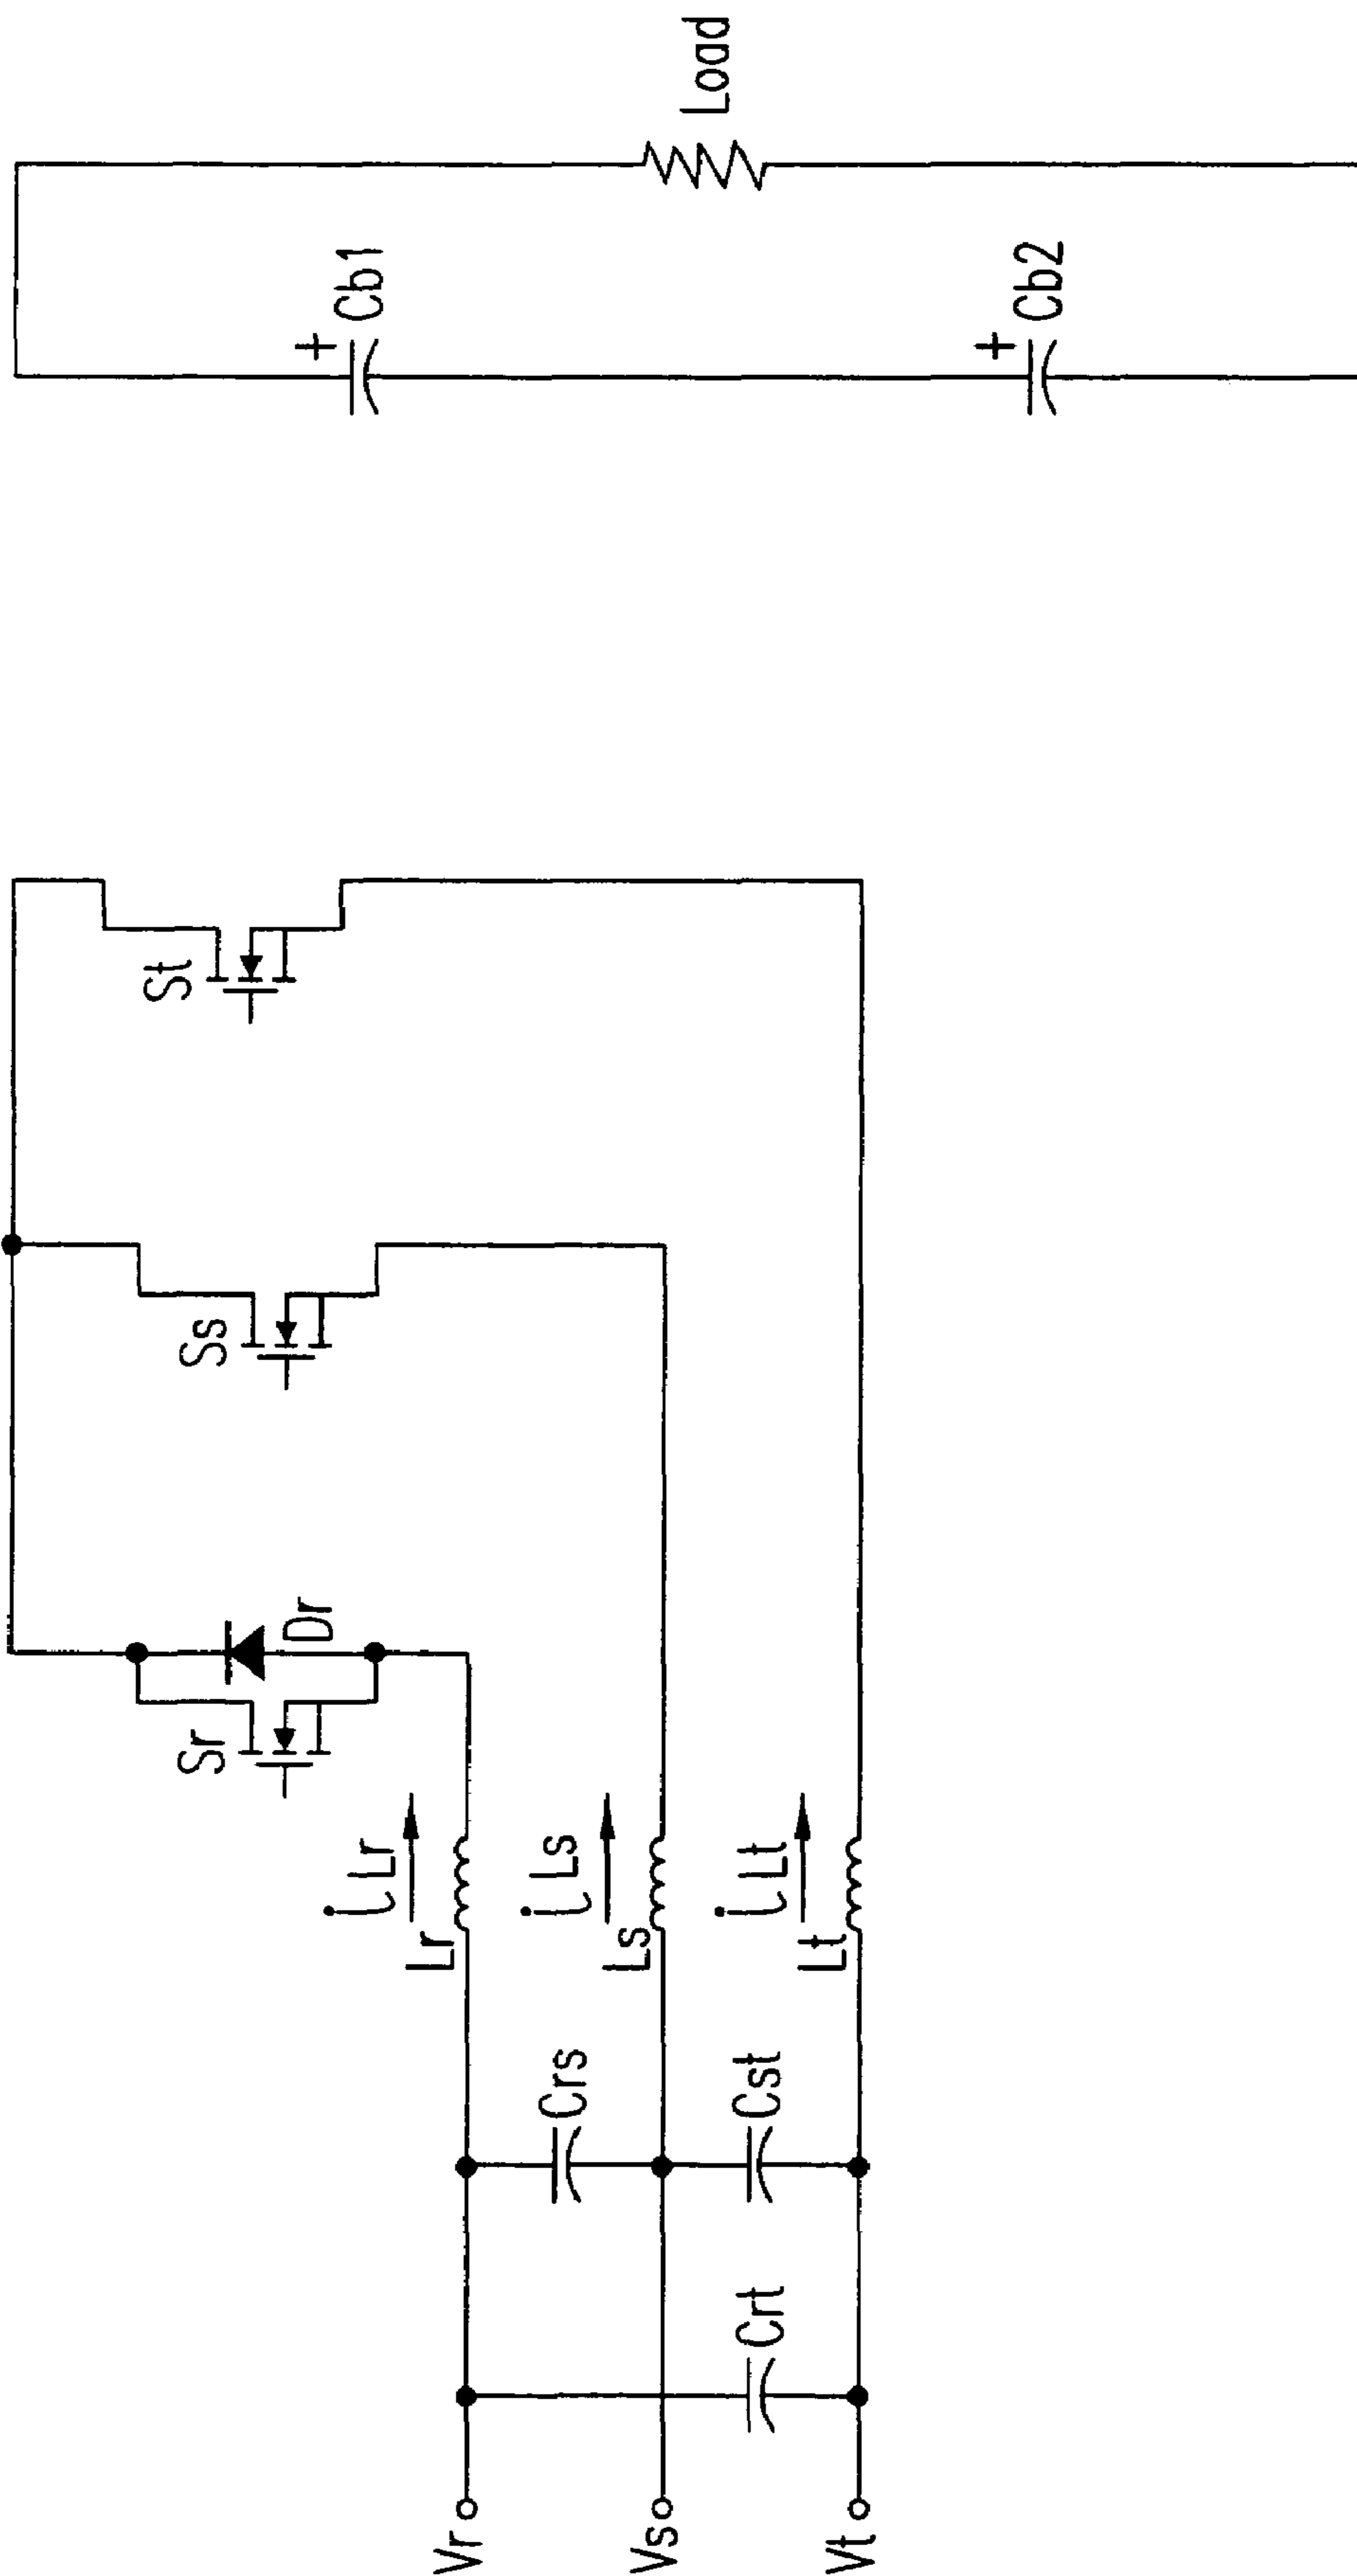 Vr
Vs
Vt
Crt
Crs
Cst
Lr
iLr
Ls
iLs
Lt
iLt
Sr
Dr
Ss
St
+
Cb1
+
Cb2
Load